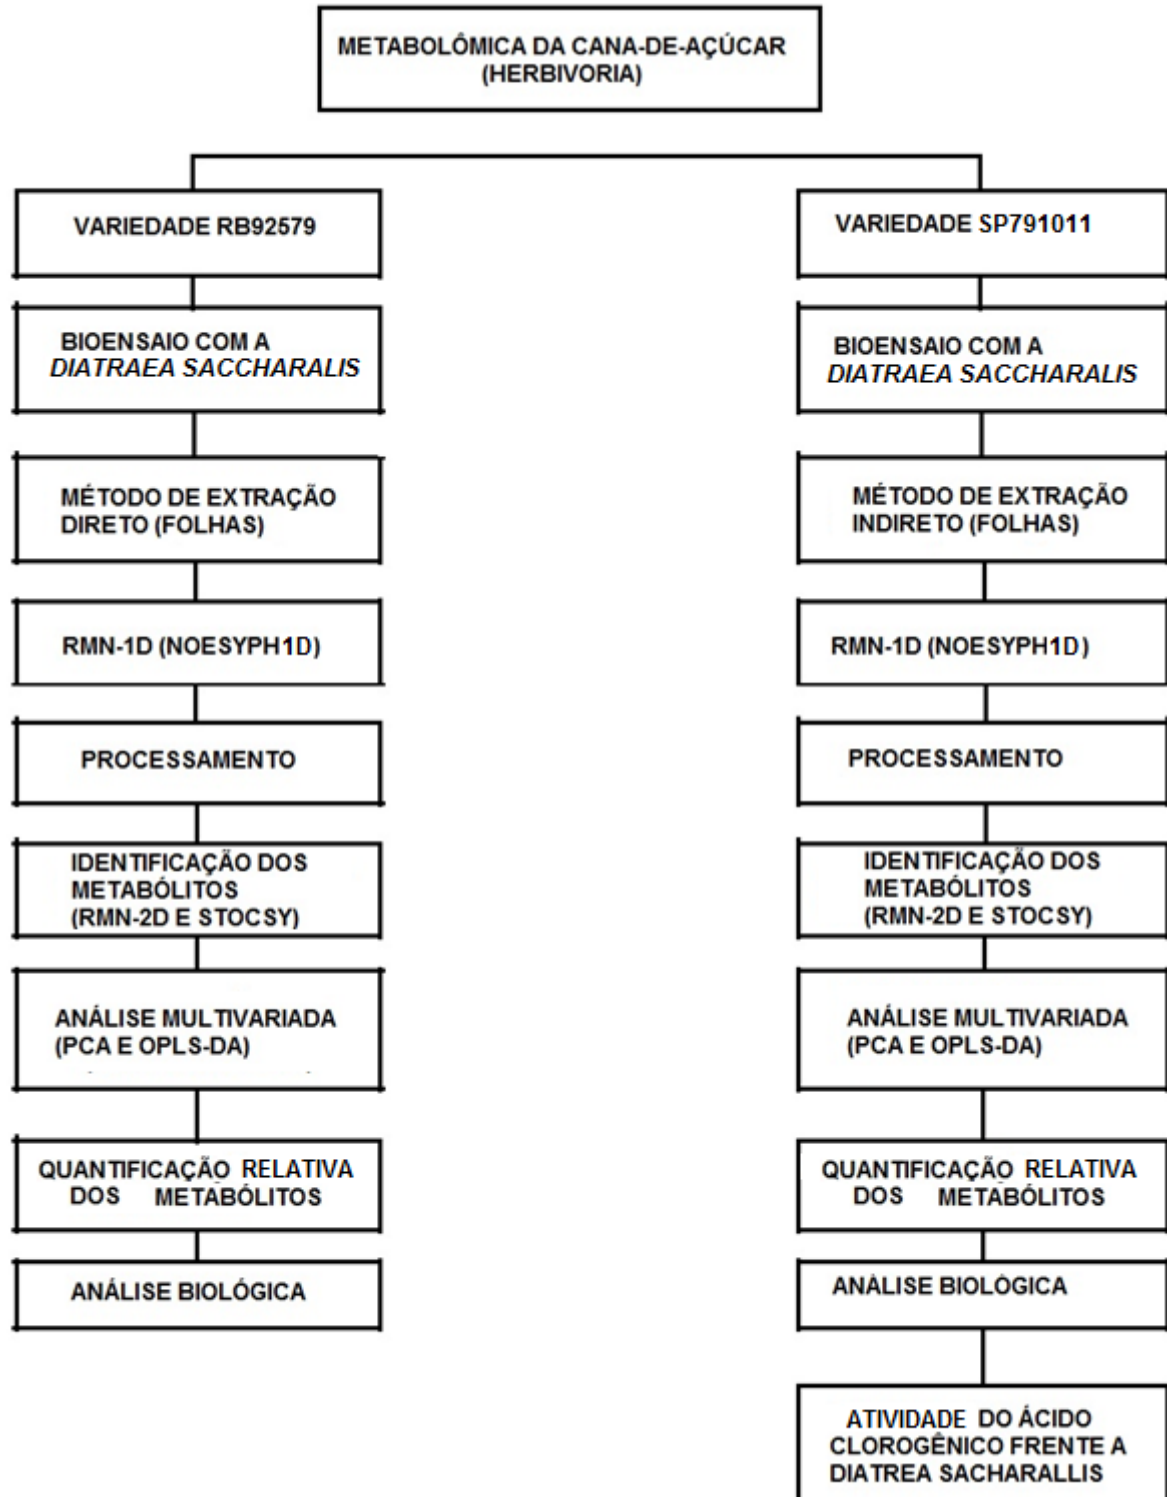 METABOLÔMICA DA CANA-DE-AÇÚCAR
(HERBIVORIA)
VARIEDADE RB92579
BIOENSAIO COM A
DIATRAEA SACCHARALIS
MÉTODO DE EXTRAÇÃO
DIRETO (FOLHAS)
RMN-1D (NOESYPH1D)
PROCESSAMENTO
IDENTIFICAÇÃO DOS
METABÓLITOS
(RMN-2D E STOCSY)
ANÁLISE MULTIVARIADA
(PCA E OPLS-DA)
QUANTIFICAÇÃO RELATIVA
DOS METABÓLITOS
ANÁLISE BIOLÓGICA
VARIEDADE SP791011
BIOENSAIO COM A
DIATRAEA SACCHARALIS
MÉTODO DE EXTRAÇÃO
INDIRETO (FOLHAS)
RMN-1D (NOESYPH1D)
PROCESSAMENTO
IDENTIFICAÇÃO DOS
METABÓLITOS
(RMN-2D E STOCSY)
ANÁLISE MULTIVARIADA
(PCA E OPLS-DA)
QUANTIFICAÇÃO RELATIVA
DOS METABÓLITOS
ANÁLISE BIOLÓGICA
ATIVIDADE DO ÁCIDO
CLOROGÊNICO FRENTE A
DIATREA SACHARALLIS